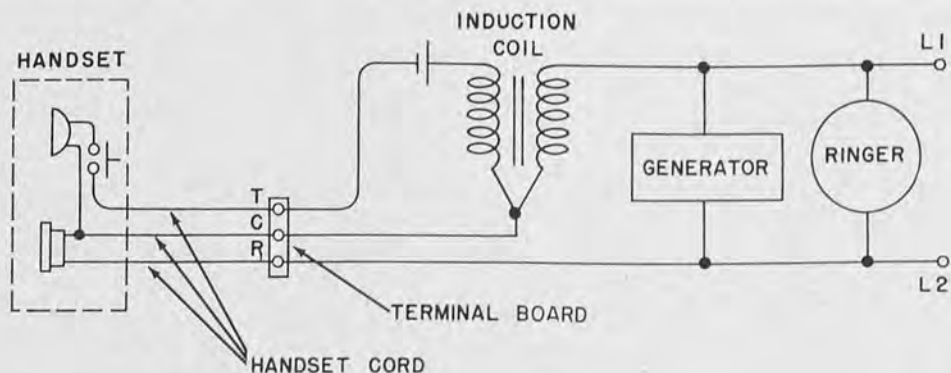 INDUCTION
COIL
L1
HANDSET
GENERATOR
RINGER
T
C
R
L2
TERMINAL BOARD
HANDSET CORD